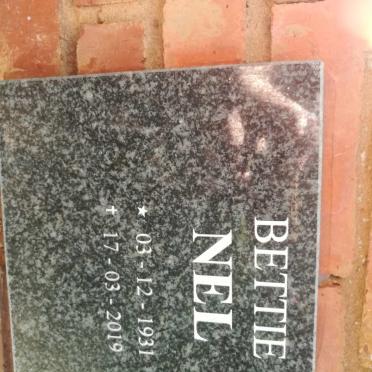 BETTIE
NEL
★ 03 - 12 - 1931
✝ 17 - 03 - 2019